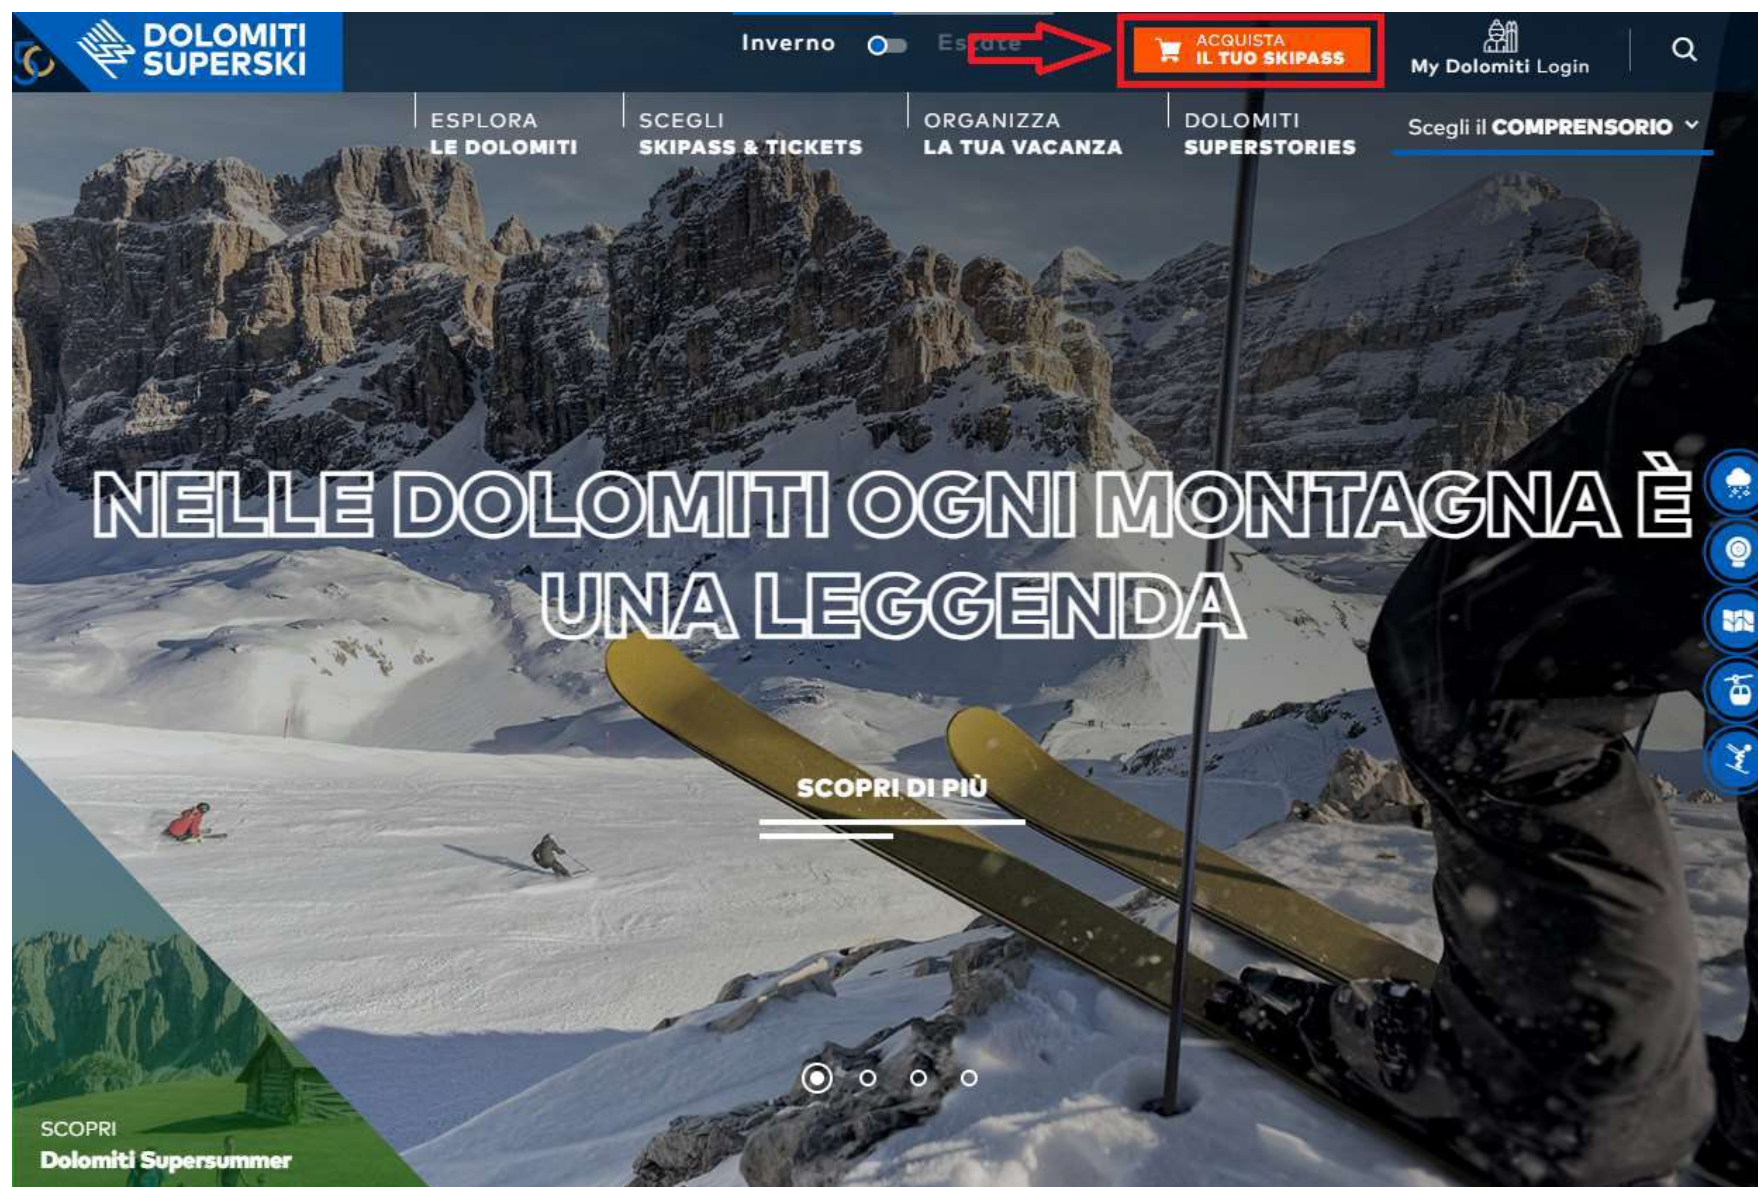 DOLOMITI
SUPERSKI
Inverno
Estate
ACQUISTA
IL TUO SKIPASS
My Dolomiti Login
ESPLORA
LE DOLOMITI
SCEGLI
SKIPASS & TICKETS
ORGANIZZA
LA TUA VACANZA
DOLOMITI
SUPERSTORIES
Scegli il COMPRENSORIO
NELLE DOLOMITI OGNI MONTAGNA È
UNA LEGGENDA
SCOPRI DI PIÙ
SCOPRI
Dolomiti Supersummer